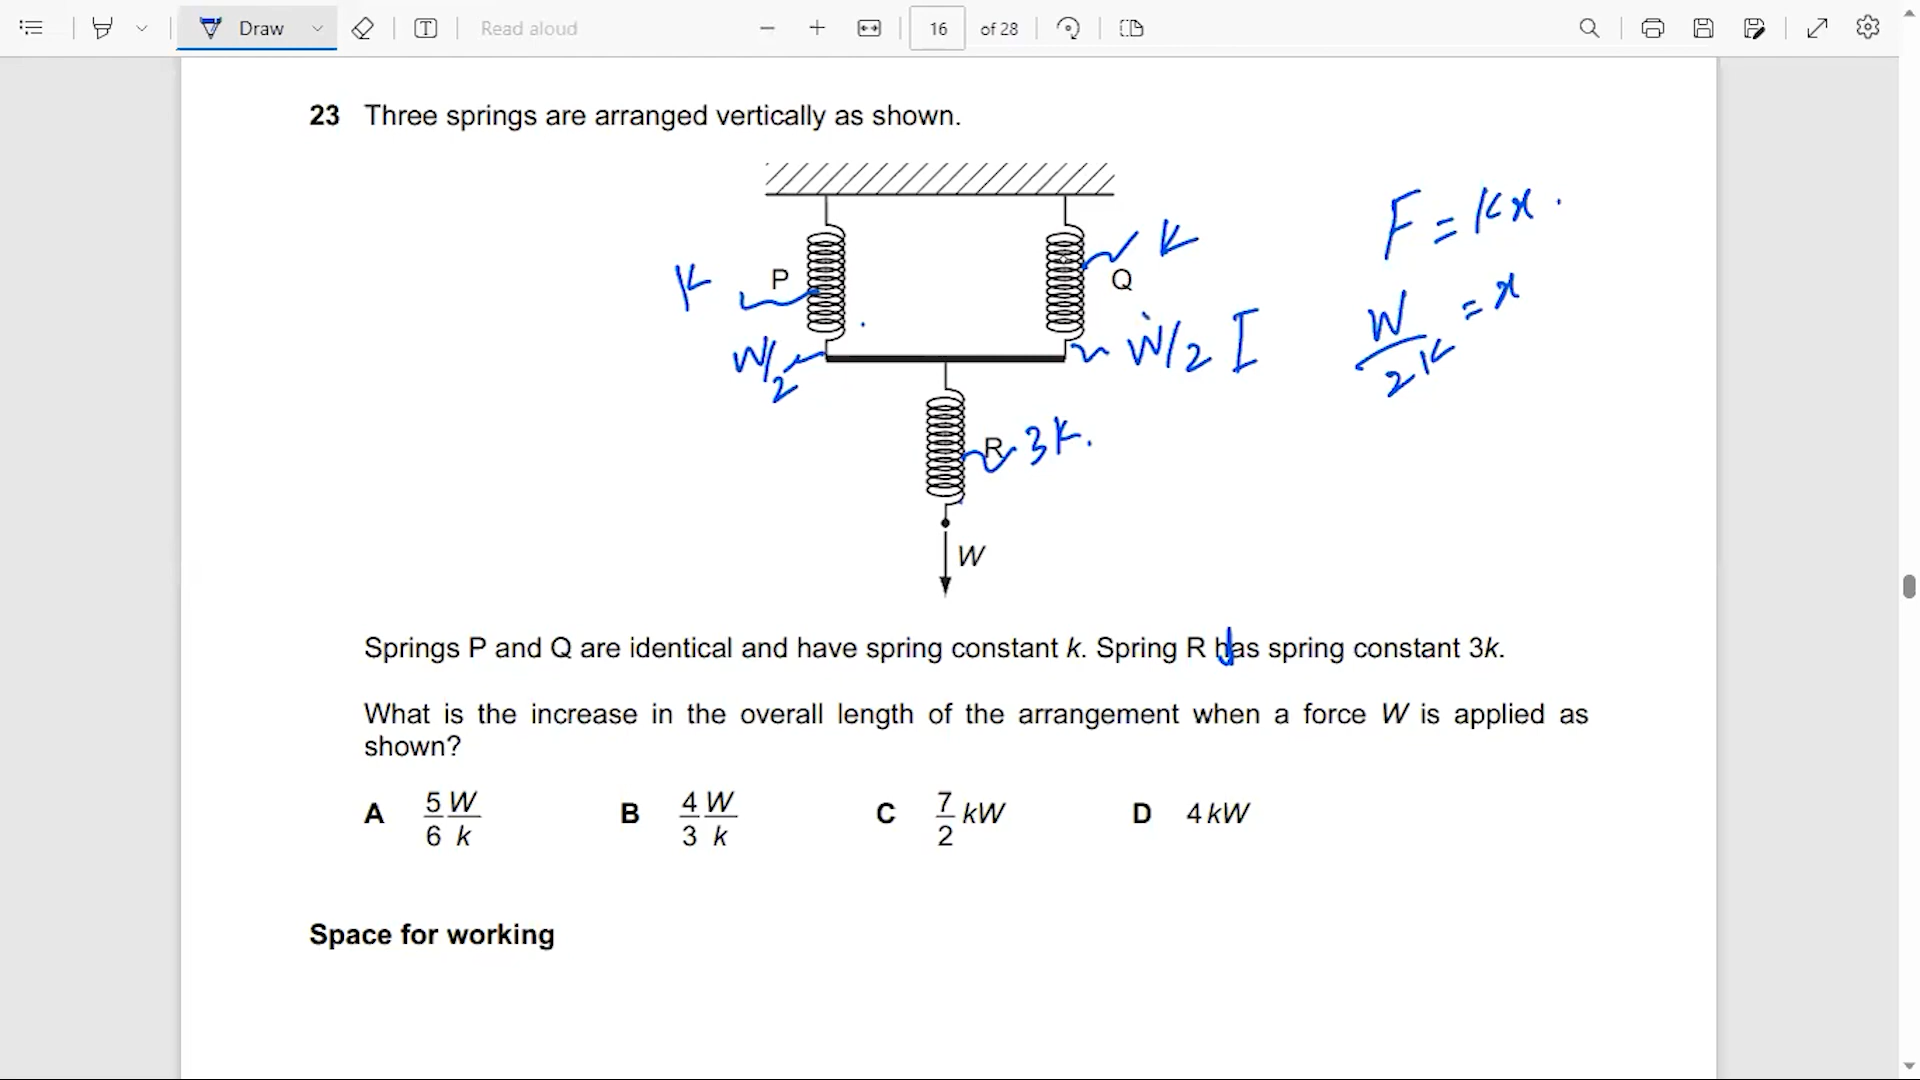 Draw
Read aloud
16 of 28
23 Three springs are arranged vertically as shown.
F = kx.
k
K
P
Q
W/2 = x
W/2k = x
W/2
R 3k.
W
Springs P and Q are identical and have spring constant k. Spring R has spring constant 3k.
What is the increase in the overall length of the arrangement when a force W is applied as
shown?
A 5/6 W/k B 4/3 W/k C 7/2 kW D 4kW
Space for working